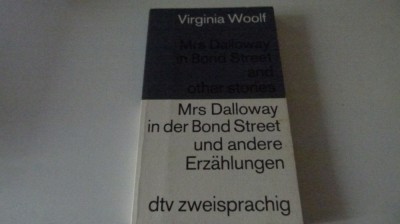 Virginia Woolf
Mrs Dalloway
in Bond Street
and
other stories
Mrs Dalloway
in der Bond Street
und andere
Erzählungen
dtv zweisprachig